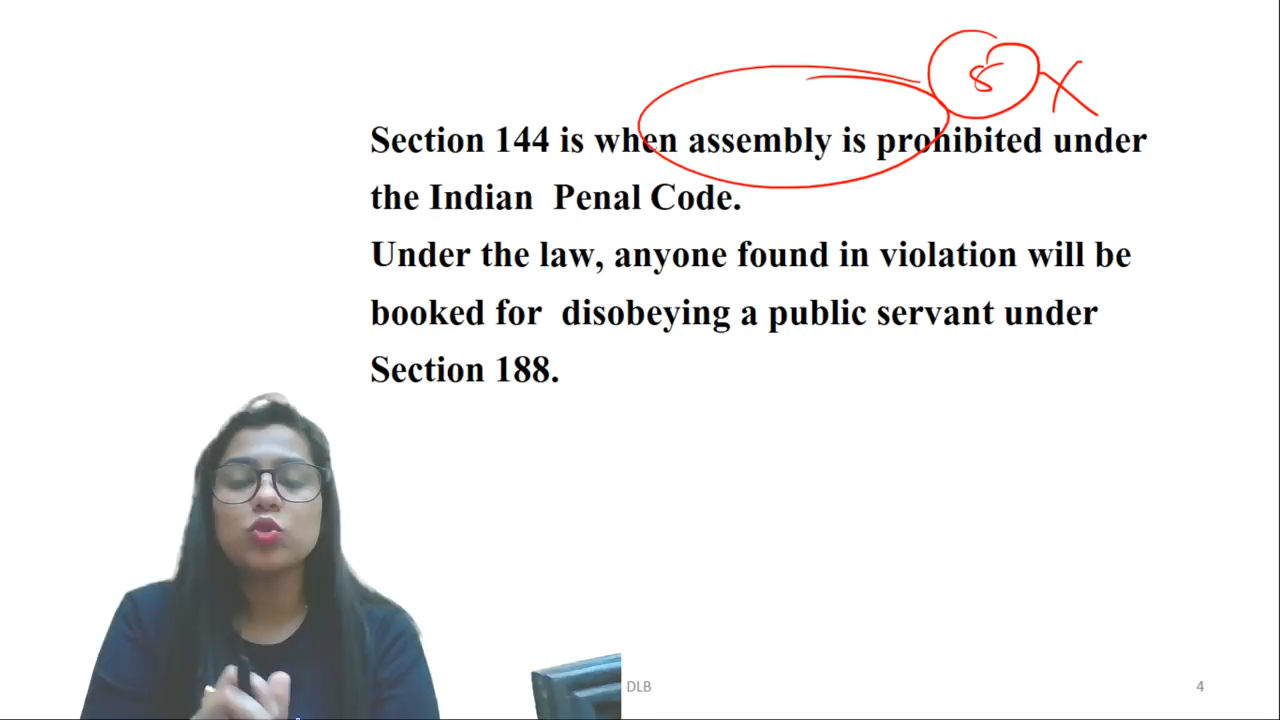 5 X
Section 144 is when assembly is prohibited under
the Indian Penal Code.
Under the law, anyone found in violation will be
booked for disobeying a public servant under
Section 188.
DLB 4